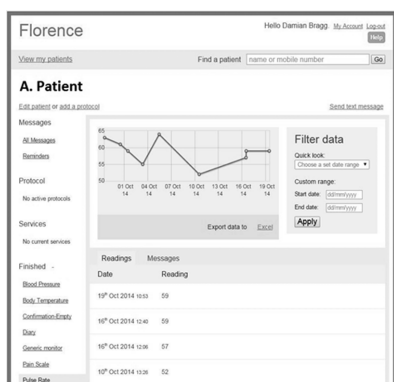 Florence
Hello Damian Bragg. My Account Log out
Help
View my patients
Find a patient name or mobile number Go
A. Patient
Edit patient or add a protocol
Send text message
Messages
All Messages
Reminders
Protocol
No active protocols
Services
No current services
Finished -
Blood Pressure
Body Temperature
Confirmation-Empty
Diary
Generic monitor
Pain Scale
Pulse Rate
65
60
55
50
01 Oct 14
04 Oct 14
07 Oct 14
10 Oct 14
13 Oct 14
16 Oct 14
19 Oct 14
Export data to Excel
Filter data
Quick look:
Choose a set date range
Custom range:
Start date: dd/mm/yyyy
End date: dd/mm/yyyy
Apply
Readings Messages
Date Reading
19th Oct 2014 10:53 59
16th Oct 2014 12:40 59
16th Oct 2014 12:06 57
10th Oct 2014 13:26 52